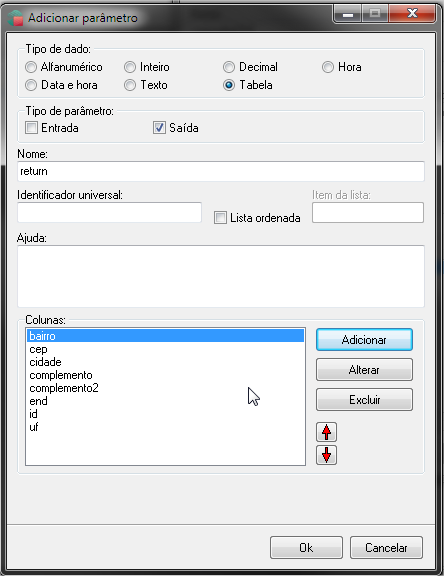 Adicionar parâmetro
Tipo de dado:
Alfanumérico Inteiro Decimal Hora
Data e hora Texto Tabela
Tipo de parâmetro:
Entrada Saída
Nome:
return
Identificador universal: Item da lista:
Lista ordenada
Ajuda:
Colunas:
bairro
cep
cidade
complemento
complemento2
end
id
uf
Adicionar
Alterar
Excluir
Ok Cancelar